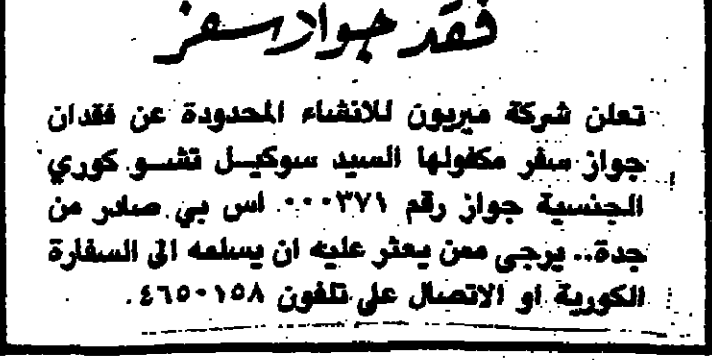 فقد جواز سفر
تعلن شركة ميريون للانشاء المحدودة عن فقدان
جواز سفر مكفولها السيد سوكيل تشو كوري
الجنسية جواز رقم ٠٠٠٣٧١ اس بي صادر من
جدة.. يرجى ممن يعثر عليه ان يسلمه الى السفارة
الكورية او الاتصال على تلفون ٤٦٥٠١٥٨.